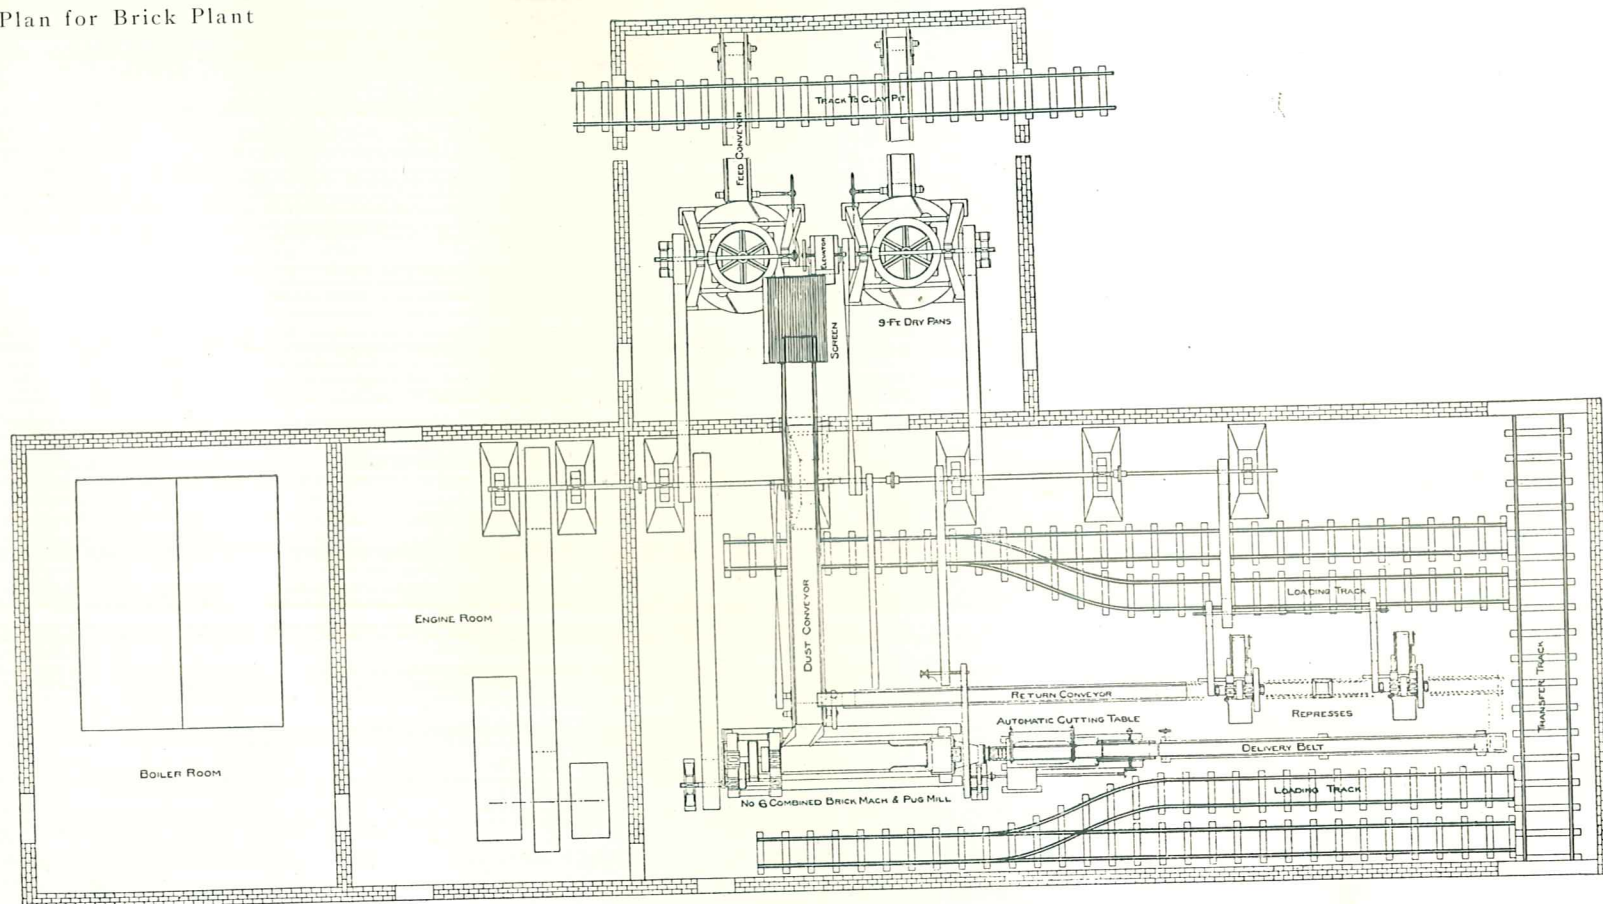 Plan for Brick Plant
TRACK TO CLAY PIT
FEED CONVEYOR
ELEVATOR
SCREEN
9-FT. DRY PANS
ENGINE ROOM
BOILER ROOM
DUST CONVEYOR
LOADING TRACK
TRANSFER TRACK
RETURN CONVEYOR
REPRESSES
AUTOMATIC CUTTING TABLE
DELIVERY BELT
NO 6 COMBINED BRICK MACH & PUG MILL
LOADING TRACK